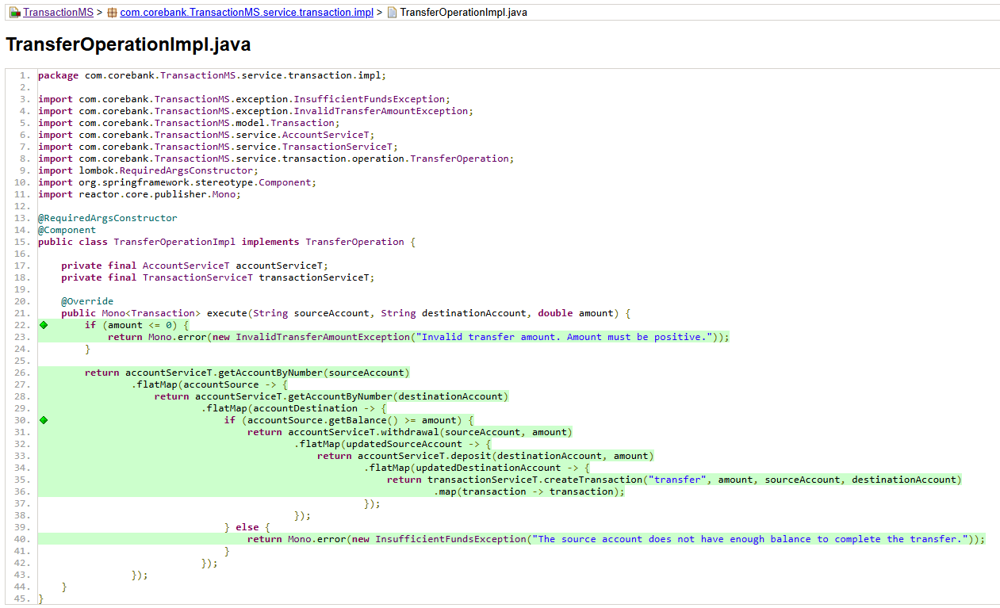 TransactionMS > com.corebank.TransactionMS.service.transaction.impl > TransferOperationImpl.java
TransferOperationImpl.java
1. package com.corebank.TransactionMS.service.transaction.impl;
2.
3. import com.corebank.TransactionMS.exception.InsufficientFundsException;
4. import com.corebank.TransactionMS.exception.InvalidTransferAmountException;
5. import com.corebank.TransactionMS.model.Transaction;
6. import com.corebank.TransactionMS.service.AccountServiceT;
7. import com.corebank.TransactionMS.service.TransactionServiceT;
8. import com.corebank.TransactionMS.service.transaction.operation.TransferOperation;
9. import lombok.RequiredArgsConstructor;
10. import org.springframework.stereotype.Component;
11. import reactor.core.publisher.Mono;
12.
13. @RequiredArgsConstructor
14. @Component
15. public class TransferOperationImpl implements TransferOperation {
16.
17.     private final AccountServiceT accountServiceT;
18.     private final TransactionServiceT transactionServiceT;
19.
20.     @Override
21.     public Mono<Transaction> execute(String sourceAccount, String destinationAccount, double amount) {
22.         if (amount <= 0) {
23.             return Mono.error(new InvalidTransferAmountException("Invalid transfer amount. Amount must be positive."));
24.         }
25.
26.         return accountServiceT.getAccountByNumber(sourceAccount)
27.                 .flatMap(accountSource -> {
28.                     return accountServiceT.getAccountByNumber(destinationAccount)
29.                             .flatMap(accountDestination -> {
30.                                 if (accountSource.getBalance() >= amount) {
31.                                     return accountServiceT.withdrawal(sourceAccount, amount)
32.                                             .flatMap(updatedSourceAccount -> {
33.                                                 return accountServiceT.deposit(destinationAccount, amount)
34.                                                         .flatMap(updatedDestinationAccount -> {
35.                                                             return transactionServiceT.createTransaction("transfer", amount, sourceAccount, destinationAccount)
36.                                                                     .map(transaction -> transaction);
37.                                                         });
38.                                             });
39.                                 } else {
40.                                     return Mono.error(new InsufficientFundsException("The source account does not have enough balance to complete the transfer."));
41.                                 }
42.                             });
43.                 });
44.     }
45. }